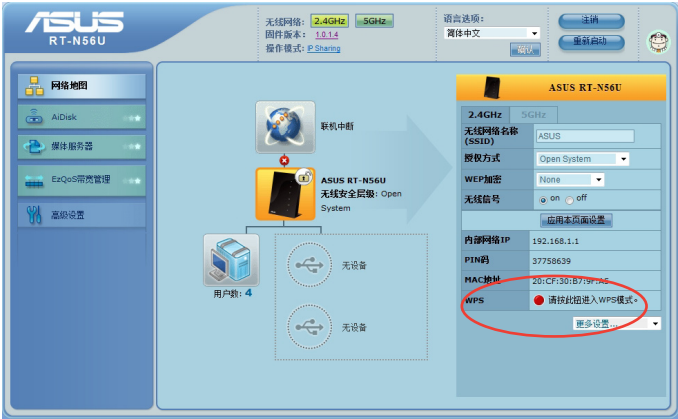 ASUS
RT-N56U
无线网络: 2.4GHz 5GHz
固件版本: 1.0.1.4
操作模式: IP Sharing
语言选项:
简体中文
确认
注销
重新启动
网络地图
AiDisk
媒体服务器
EzQoS带宽管理
高级设置
联机中断
ASUS RT-N56U
无线安全层级: Open
System
用户数: 4
无设备
无设备
ASUS RT-N56U
2.4GHz 5GHz
无线网络名称
(SSID) ASUS
授权方式 Open System
WEP加密 None
无线信号 on off
应用本页面设置
内部网络IP 192.168.1.1
PIN码 37758639
MAC地址 20:CF:30:B7:9F:A5
WPS 请按此钮进入WPS模式。
更多设置...